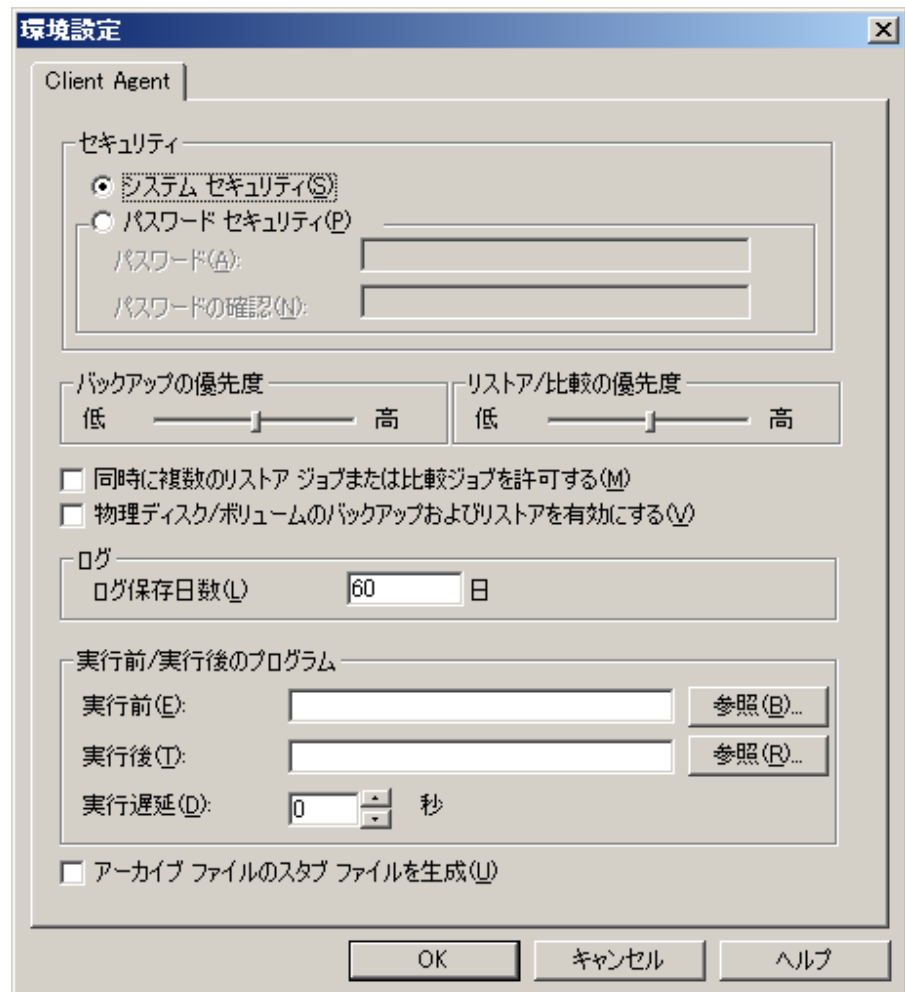 環境設定
Client Agent
セキュリティ
システム セキュリティ(S)
パスワード セキュリティ(P)
パスワード(A):
パスワードの確認(N):
バックアップの優先度
低 高
リストア/比較の優先度
低 高
同時に複数のリストア ジョブまたは比較ジョブを許可する(M)
物理ディスク/ボリュームのバックアップおよびリストアを有効にする(V)
ログ
ログ保存日数(L) 60 日
実行前/実行後のプログラム
実行前(E): 参照(B)...
実行後(T): 参照(R)...
実行遅延(D): 0 秒
アーカイブ ファイルのスタブ ファイルを生成(U)
OK キャンセル ヘルプ